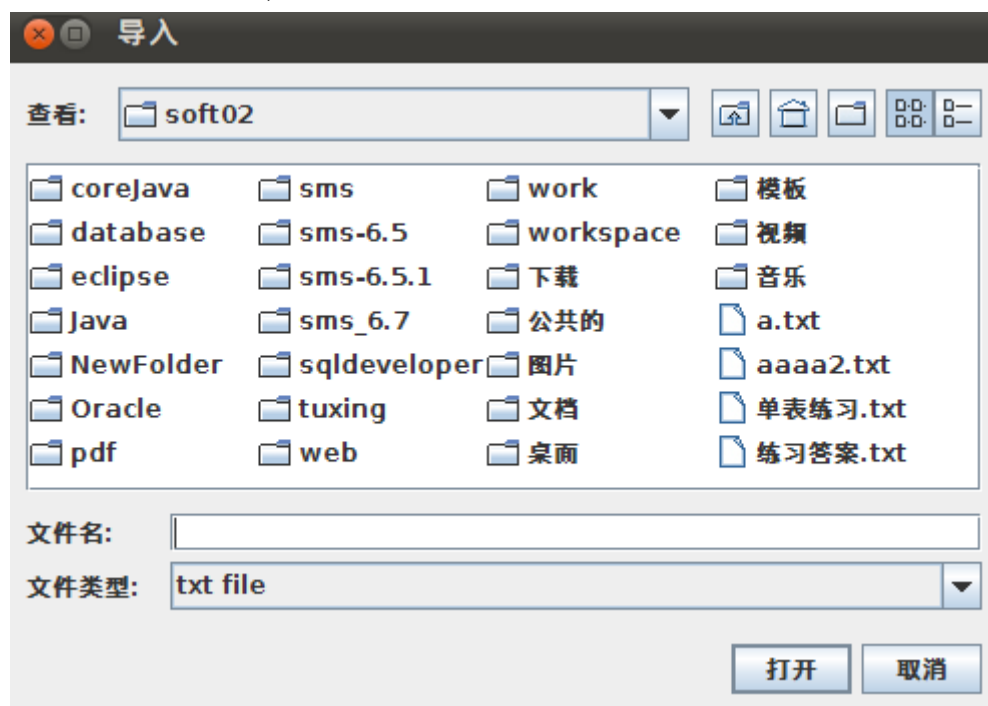 导入
查看: soft02
coreJava sms work 模板
database sms-6.5 workspace 视频
eclipse sms-6.5.1 下载 音乐
Java sms_6.7 公共的 a.txt
NewFolder sqldeveloper 图片 aaaa2.txt
Oracle tuxing 文档 单表练习.txt
pdf web 桌面 练习答案.txt
文件名:
文件类型: txt file
打开 取消